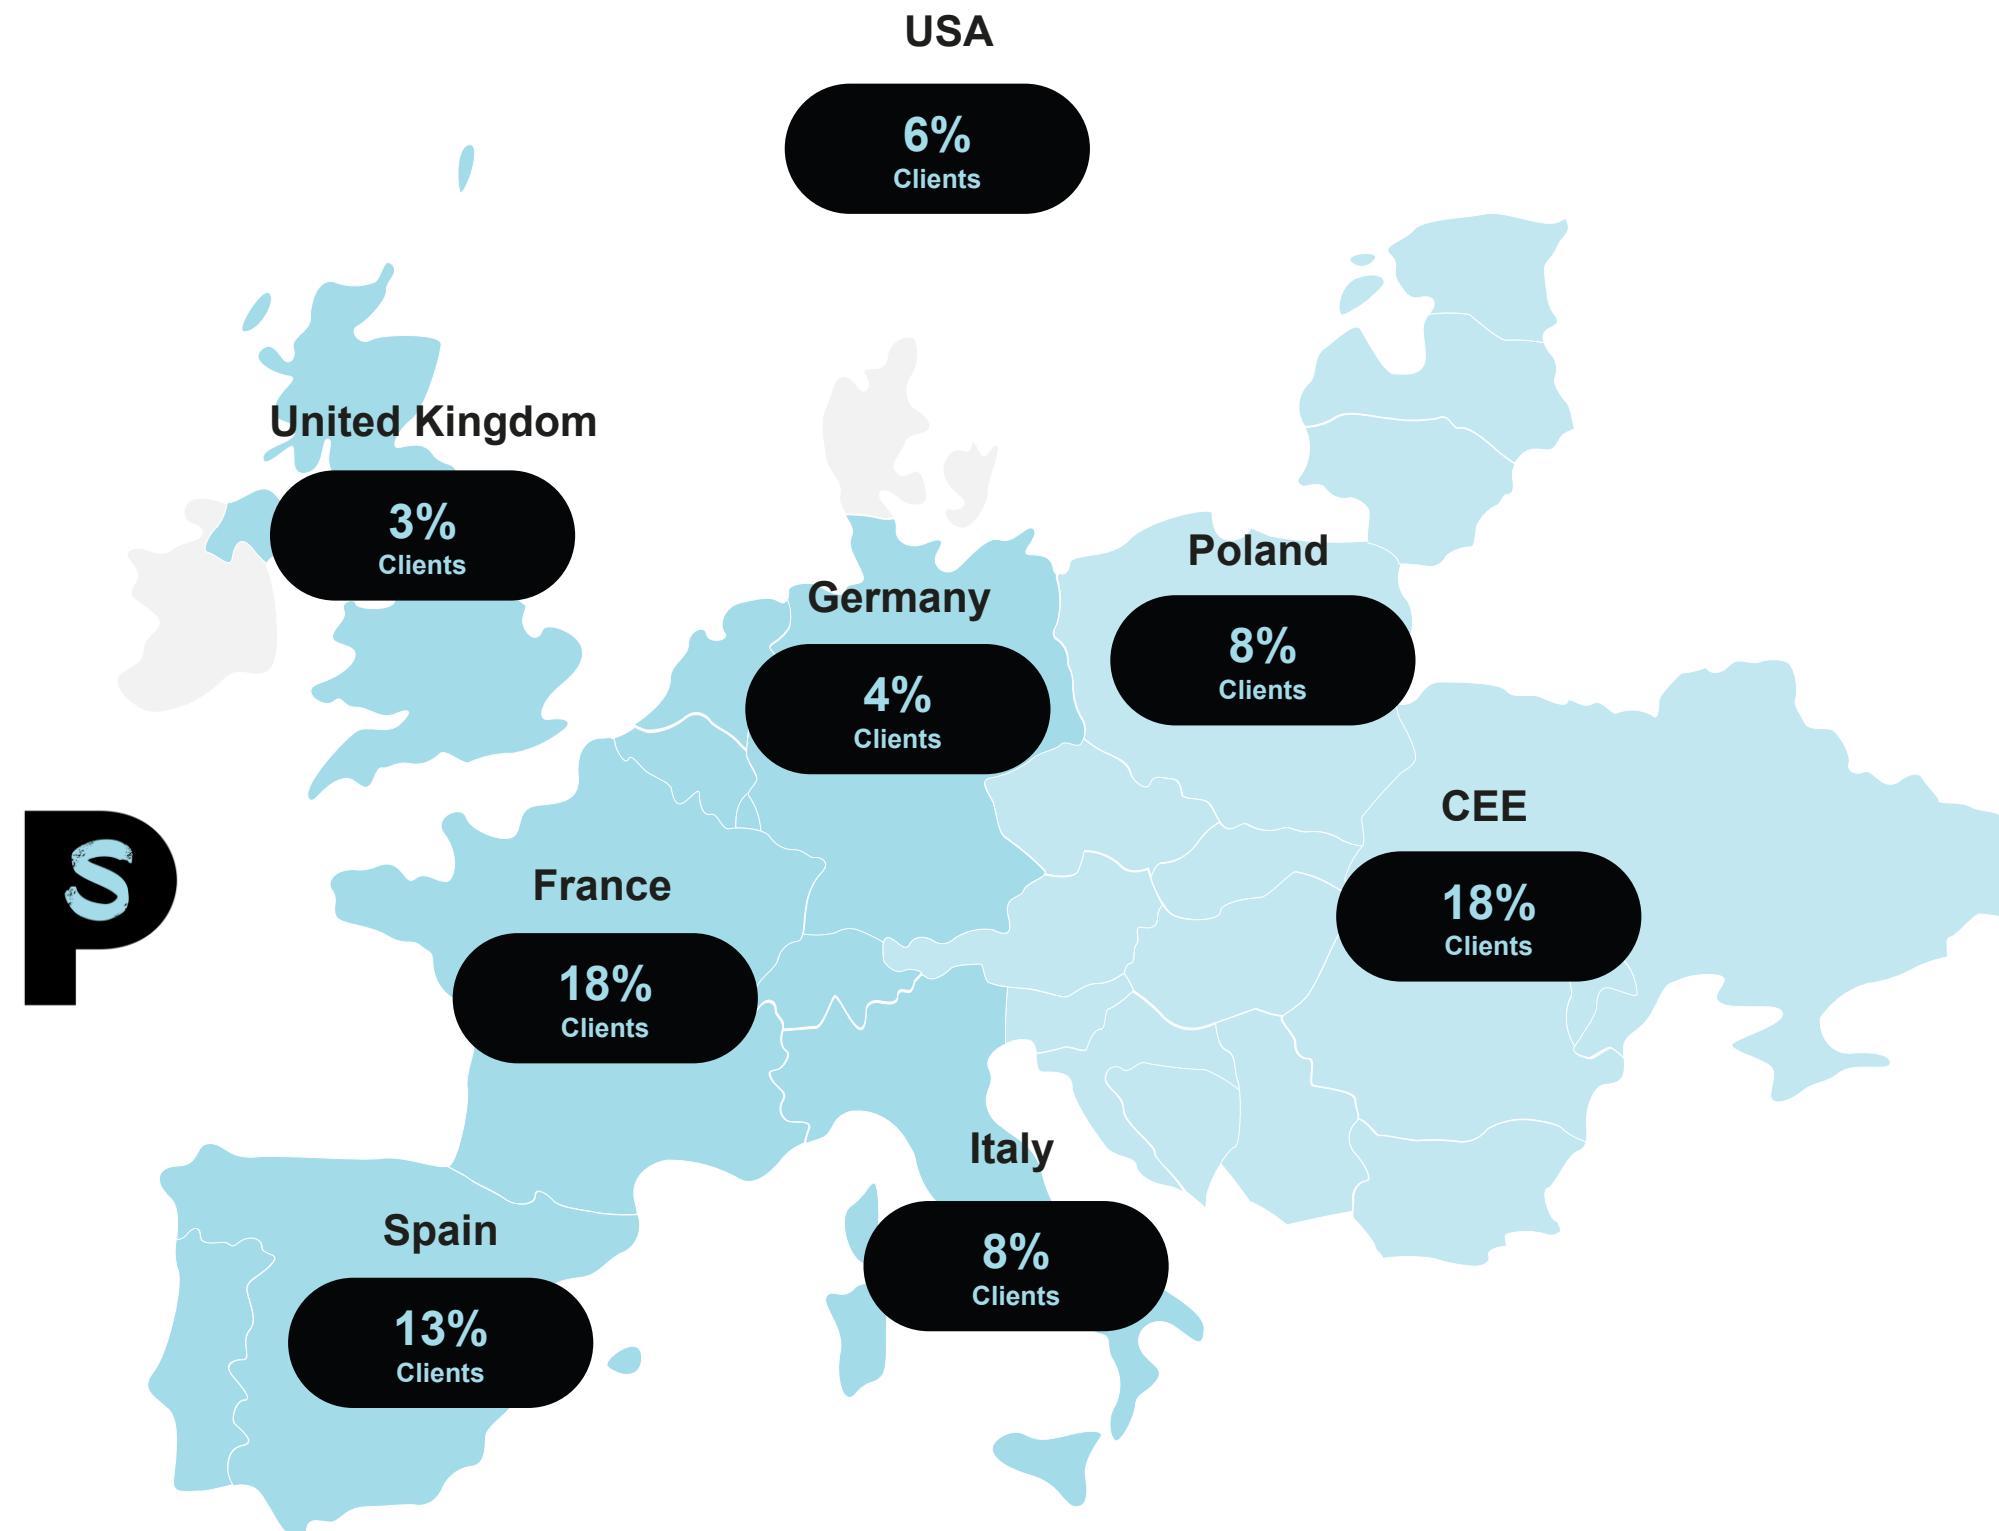 USA
6%
Clients
United Kingdom
3%
Clients
Poland
8%
Clients
Germany
4%
Clients
CEE
18%
Clients
PS
France
18%
Clients
Italy
8%
Clients
Spain
13%
Clients